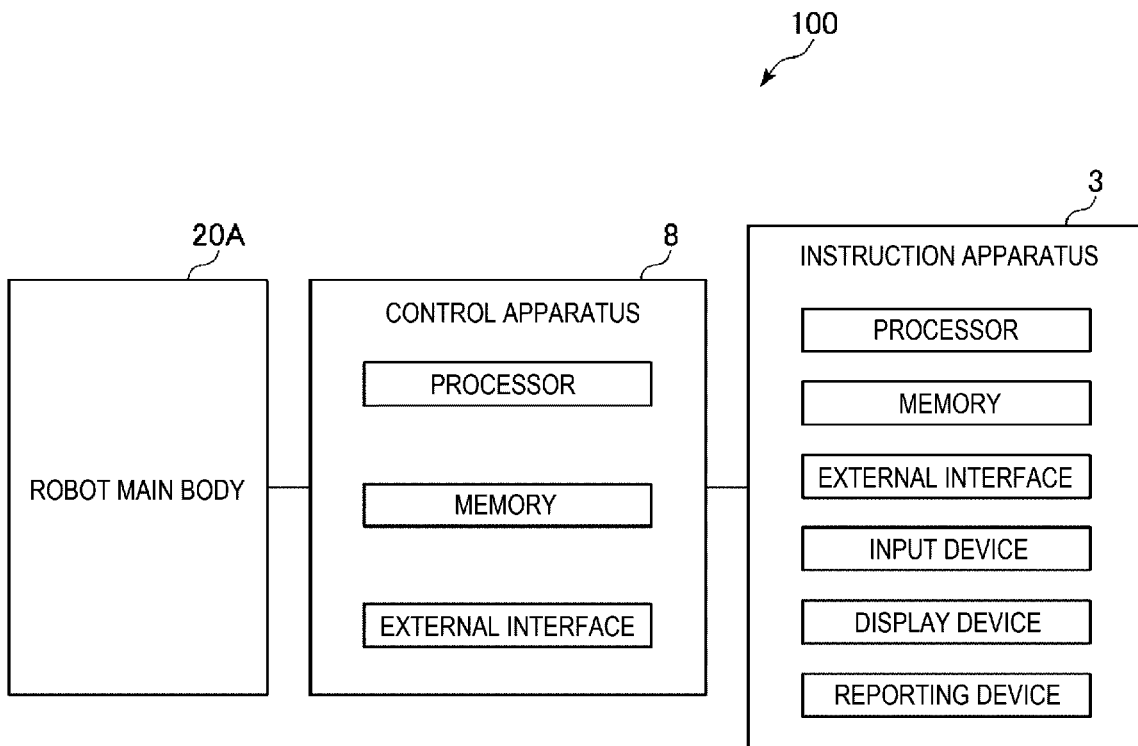 100
20A
ROBOT MAIN BODY
8
CONTROL APPARATUS
PROCESSOR
MEMORY
EXTERNAL INTERFACE
3
INSTRUCTION APPARATUS
PROCESSOR
MEMORY
EXTERNAL INTERFACE
INPUT DEVICE
DISPLAY DEVICE
REPORTING DEVICE